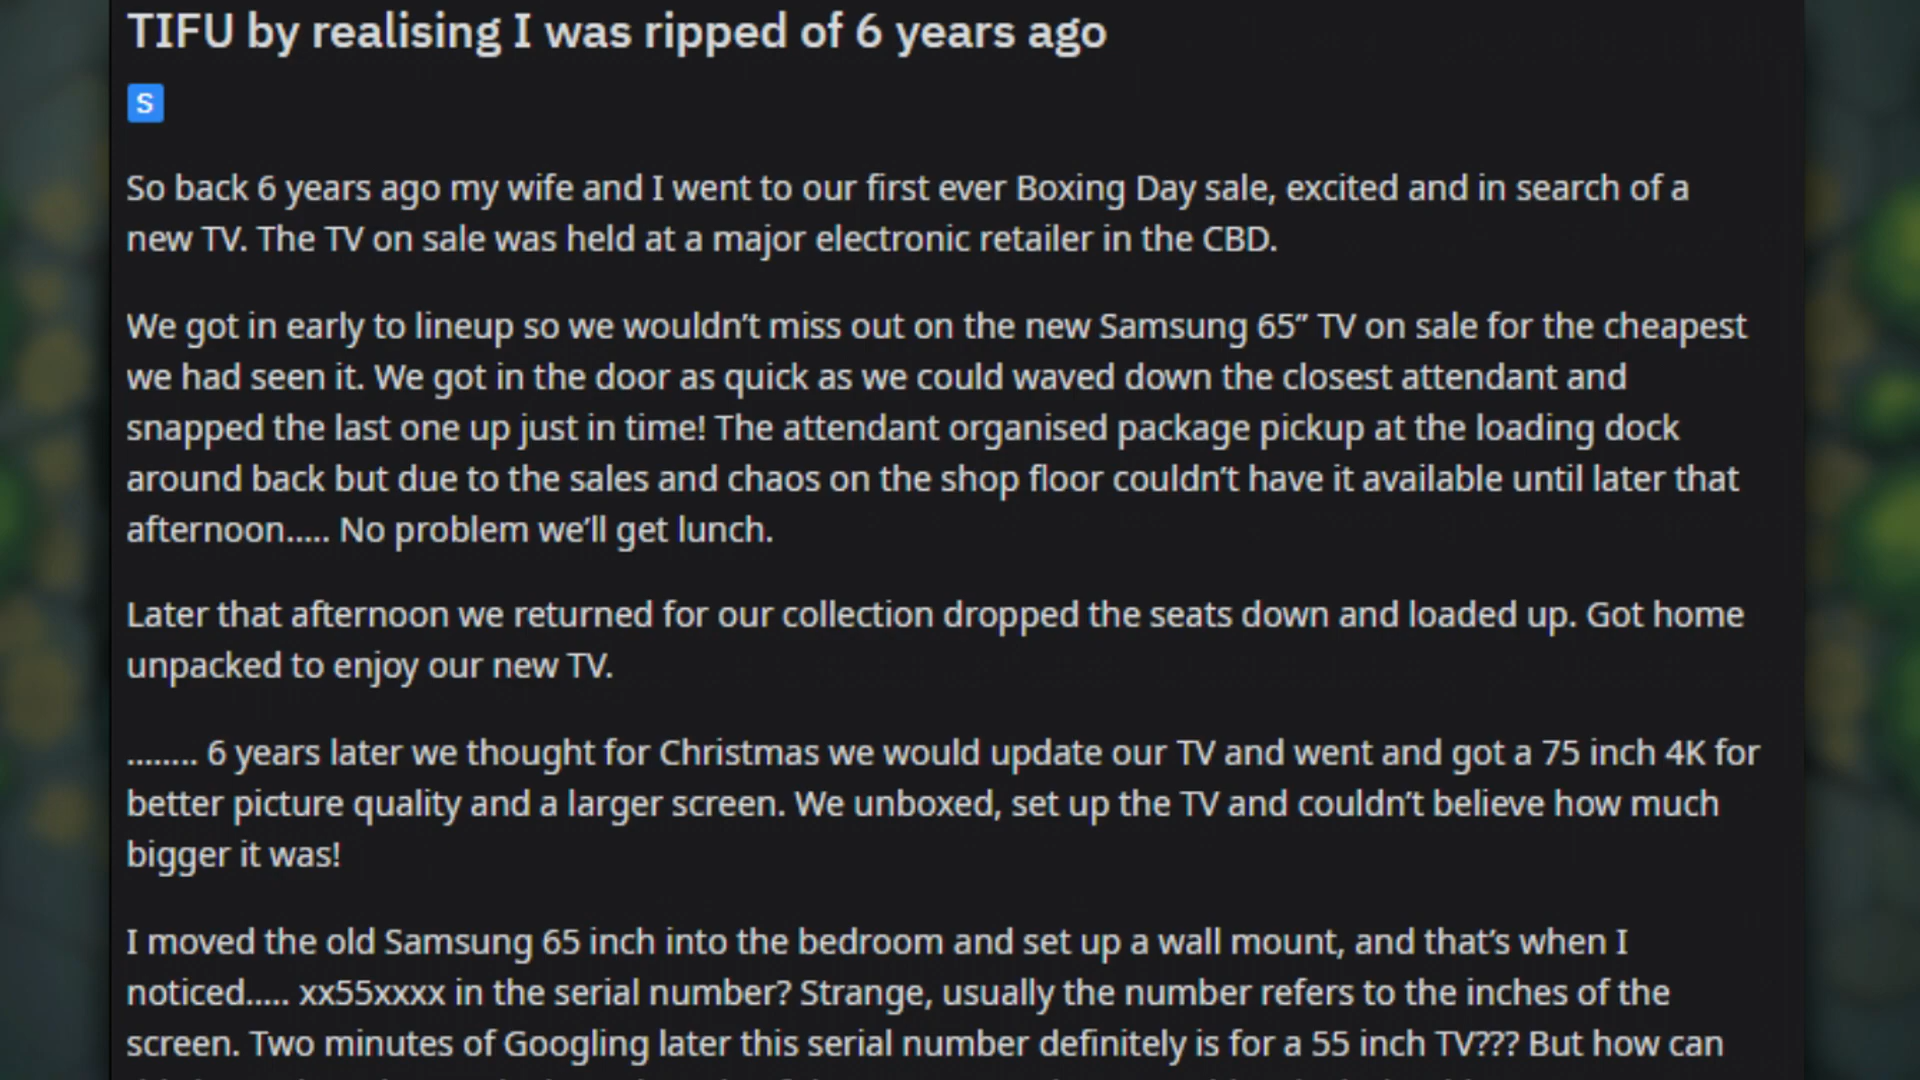 TIFU by realising I was ripped of 6 years ago
S
So back 6 years ago my wife and I went to our first ever Boxing Day sale, excited and in search of a
new TV. The TV on sale was held at a major electronic retailer in the CBD.
We got in early to lineup so we wouldn’t miss out on the new Samsung 65” TV on sale for the cheapest
we had seen it. We got in the door as quick as we could waved down the closest attendant and
snapped the last one up just in time! The attendant organised package pickup at the loading dock
around back but due to the sales and chaos on the shop floor couldn’t have it available until later that
afternoon..... No problem we’ll get lunch.
Later that afternoon we returned for our collection dropped the seats down and loaded up. Got home
unpacked to enjoy our new TV.
........ 6 years later we thought for Christmas we would update our TV and went and got a 75 inch 4K for
better picture quality and a larger screen. We unboxed, set up the TV and couldn’t believe how much
bigger it was!
I moved the old Samsung 65 inch into the bedroom and set up a wall mount, and that’s when I
noticed..... xx55xxxx in the serial number? Strange, usually the number refers to the inches of the
screen. Two minutes of Googling later this serial number definitely is for a 55 inch TV??? But how can